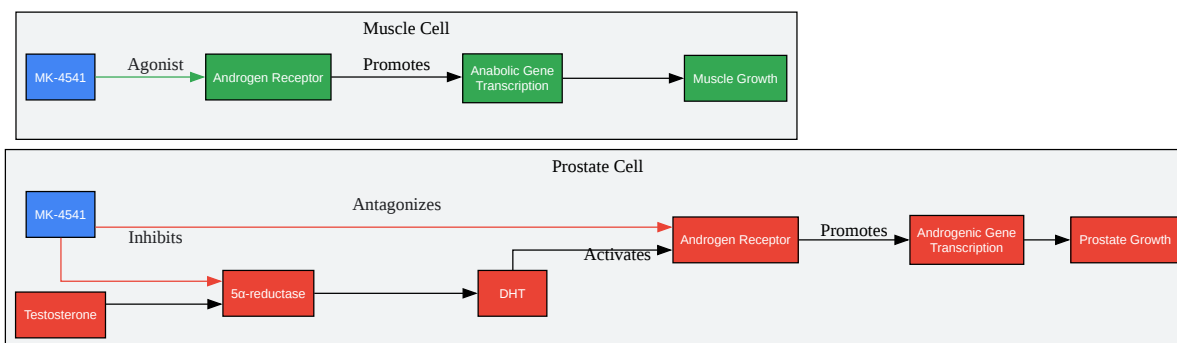 Muscle Cell
MK-4541
Agonist
Androgen Receptor
Promotes
Anabolic Gene
Transcription
Muscle Growth
Prostate Cell
MK-4541
Antagonizes
Inhibits
Androgen Receptor
Promotes
Androgenic Gene
Transcription
Prostate Growth
Activates
5α-reductase
DHT
Testosterone